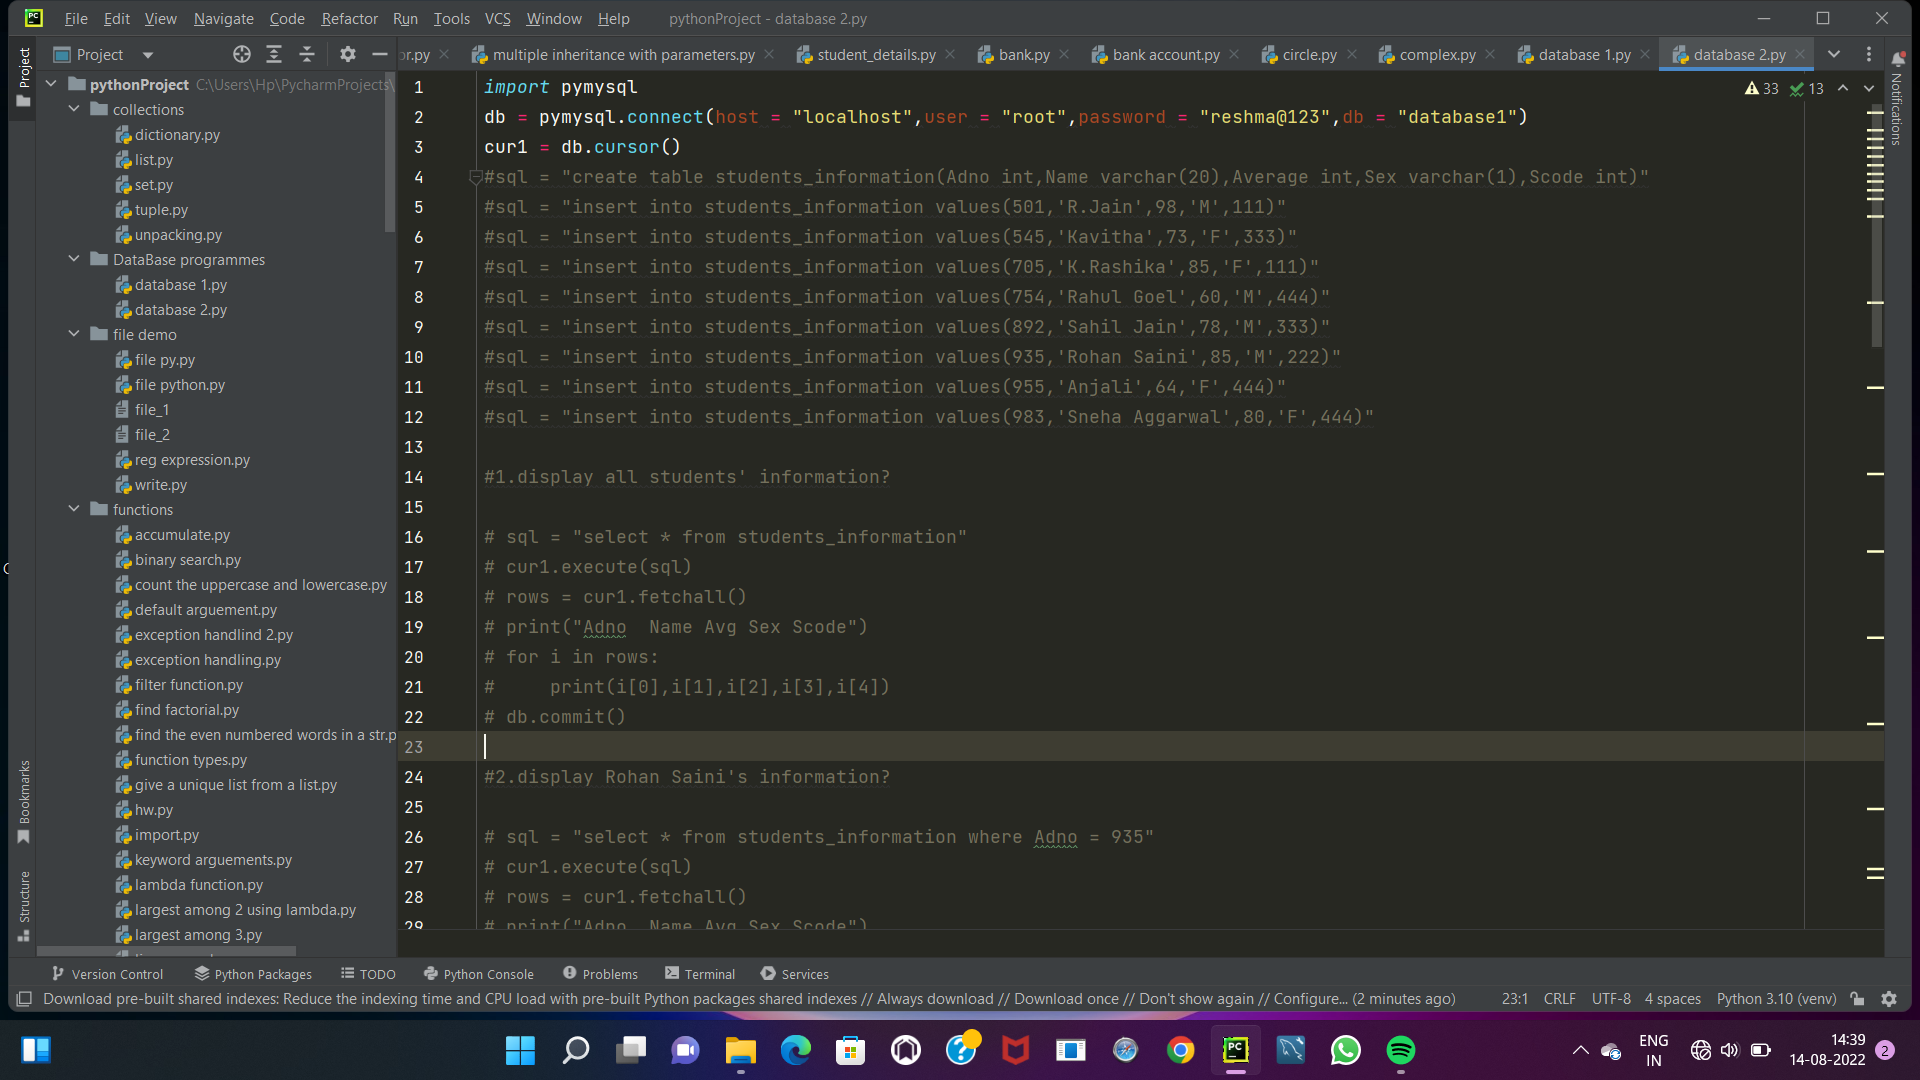 PC File Edit View Navigate Code Refactor Run Tools VCS Window Help pythonProject - database 2.py
Project or.py multiple inheritance with parameters.py student_details.py bank.py bank account.py circle.py complex.py database 1.py database 2.py
Project
Bookmarks
Structure
Notifications
pythonProject C:\Users\Hp\PycharmProjects\
collections
dictionary.py
list.py
set.py
tuple.py
unpacking.py
DataBase programmes
database 1.py
database 2.py
file demo
file py.py
file python.py
file_1
file_2
reg expression.py
write.py
functions
accumulate.py
binary search.py
count the uppercase and lowercase.py
default arguement.py
exception handlind 2.py
exception handling.py
filter function.py
find factorial.py
find the even numbered words in a str.p
function types.py
give a unique list from a list.py
hw.py
import.py
keyword arguements.py
lambda function.py
largest among 2 using lambda.py
largest among 3.py
33 13
1 import pymysql
2 db = pymysql.connect(host = "localhost",user = "root",password = "reshma@123",db = "database1")
3 cur1 = db.cursor()
4 #sql = "create table students_information(Adno int,Name varchar(20),Average int,Sex varchar(1),Scode int)"
5 #sql = "insert into students_information values(501,'R.Jain',98,'M',111)"
6 #sql = "insert into students_information values(545,'Kavitha',73,'F',333)"
7 #sql = "insert into students_information values(705,'K.Rashika',85,'F',111)"
8 #sql = "insert into students_information values(754,'Rahul Goel',60,'M',444)"
9 #sql = "insert into students_information values(892,'Sahil Jain',78,'M',333)"
10 #sql = "insert into students_information values(935,'Rohan Saini',85,'M',222)"
11 #sql = "insert into students_information values(955,'Anjali',64,'F',444)"
12 #sql = "insert into students_information values(983,'Sneha Aggarwal',80,'F',444)"
13
14 #1.display all students' information?
15
16 # sql = "select * from students_information"
17 # cur1.execute(sql)
18 # rows = cur1.fetchall()
19 # print("Adno  Name Avg Sex Scode")
20 # for i in rows:
21 #     print(i[0],i[1],i[2],i[3],i[4])
22 # db.commit()
23
24 #2.display Rohan Saini's information?
25
26 # sql = "select * from students_information where Adno = 935"
27 # cur1.execute(sql)
28 # rows = cur1.fetchall()
29 # print("Adno  Name Avg Sex Scode")
Version Control Python Packages TODO Python Console Problems Terminal Services
Download pre-built shared indexes: Reduce the indexing time and CPU load with pre-built Python packages shared indexes // Always download // Download once // Don't show again // Configure... (2 minutes ago) 23:1 CRLF UTF-8 4 spaces Python 3.10 (venv)
PC
ENG
IN
14:39
14-08-2022
2